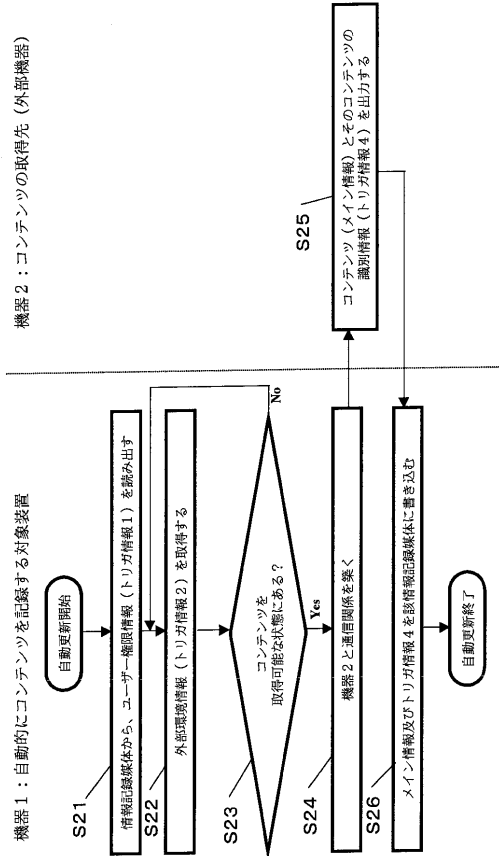 機器１：自動的にコンテンツを記録する対象装置
機器２：コンテンツの取得先（外部機器）
自動更新開始
S21
情報記録媒体から、ユーザー権限情報（トリガ情報１）を読み出す
S22
外部環境情報（トリガ情報２）を取得する
S23
コンテンツを
取得可能な状態にある？
No
Yes
S24
機器２と通信関係を築く
S25
コンテンツ（メイン情報）とそのコンテンツの
識別情報（トリガ情報４）を出力する
S26
メイン情報及びトリガ情報４を該情報記録媒体に書き込む
自動更新終了